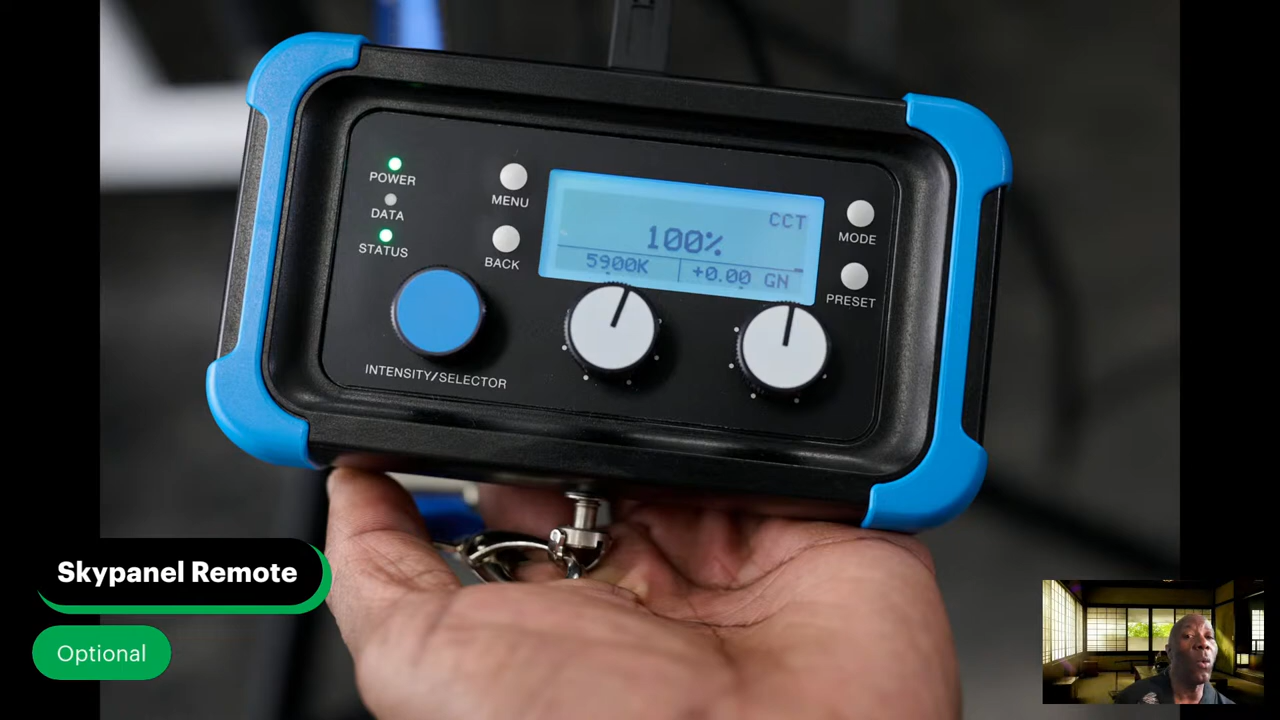 POWER
DATA
STATUS
MENU
BACK
CCT
100%
5900K
+0.00 GN
MODE
PRESET
INTENSITY/SELECTOR
Skypanel Remote
Optional